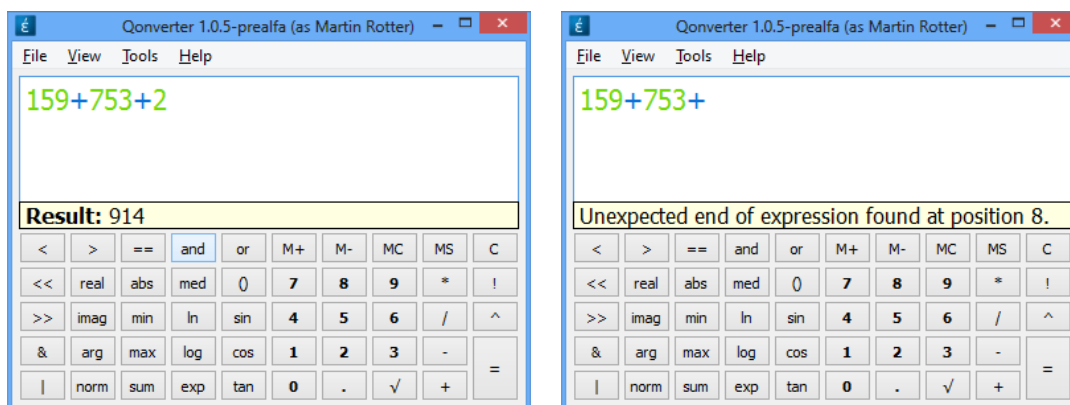 Qonverter 1.0.5-prealfa (as Martin Rotter)
File View Tools Help
159+753+2
Result: 914
< > == and or M+ M- MC MS C
<< real abs med () 7 8 9 * !
>> imag min ln sin 4 5 6 / ^
& arg max log cos 1 2 3 - =
| norm sum exp tan 0 . √ +
Qonverter 1.0.5-prealfa (as Martin Rotter)
File View Tools Help
159+753+
Unexpected end of expression found at position 8.
< > == and or M+ M- MC MS C
<< real abs med () 7 8 9 * !
>> imag min ln sin 4 5 6 / ^
& arg max log cos 1 2 3 - =
| norm sum exp tan 0 . √ +